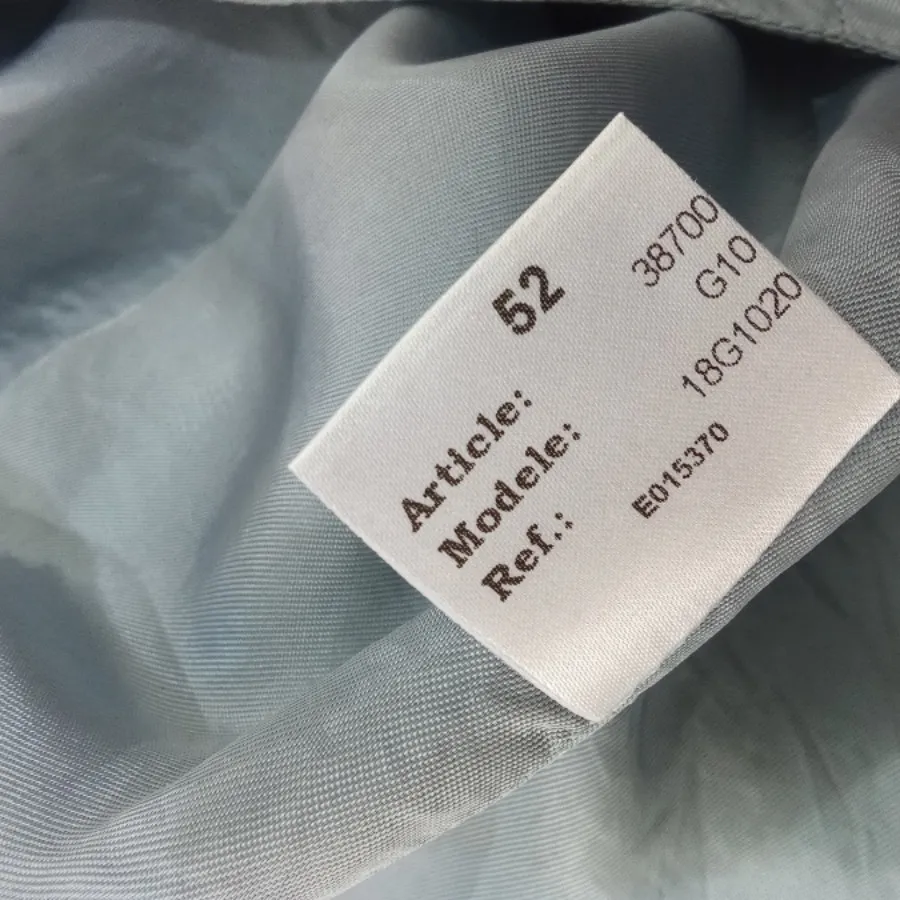 52
Article: 38700
Modele: G10
Ref.: 18G1020
E015370